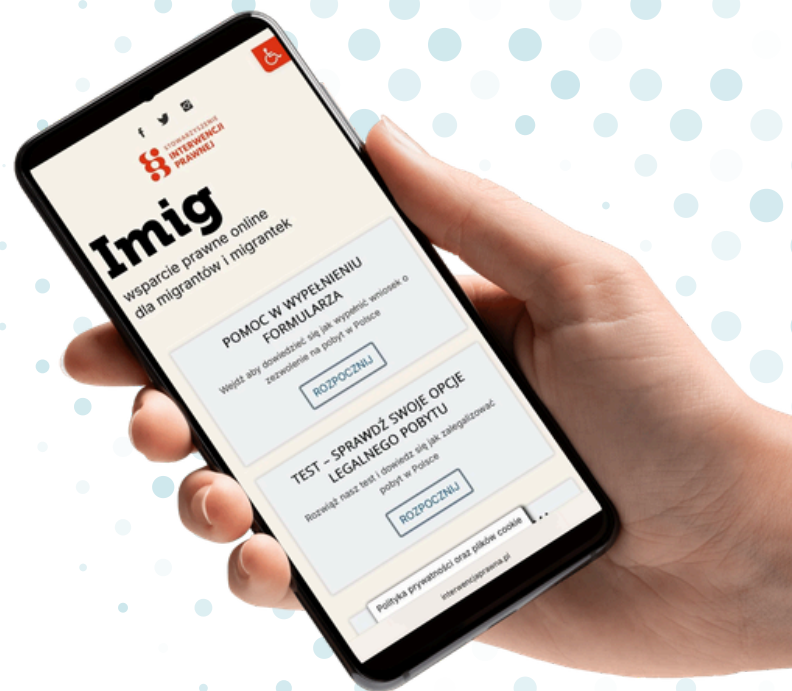 STOWARZYSZENIE
INTERWENCJI
PRAWNEJ
Imig
wsparcie prawne online
dla migrantów i migrantek
POMOC W WYPEŁNIENIU
FORMULARZA
Wejdź aby dowiedzieć się jak wypełnić wniosek o
zezwolenie na pobyt w Polsce
ROZPOCZNIJ
TEST – SPRAWDŹ SWOJE OPCJE
LEGALNEGO POBYTU
Rozwiąż nasz test i dowiedz się jak zalegalizować
pobyt w Polsce
ROZPOCZNIJ
Polityka prywatności oraz plików cookie
interwencjaprawna.pl